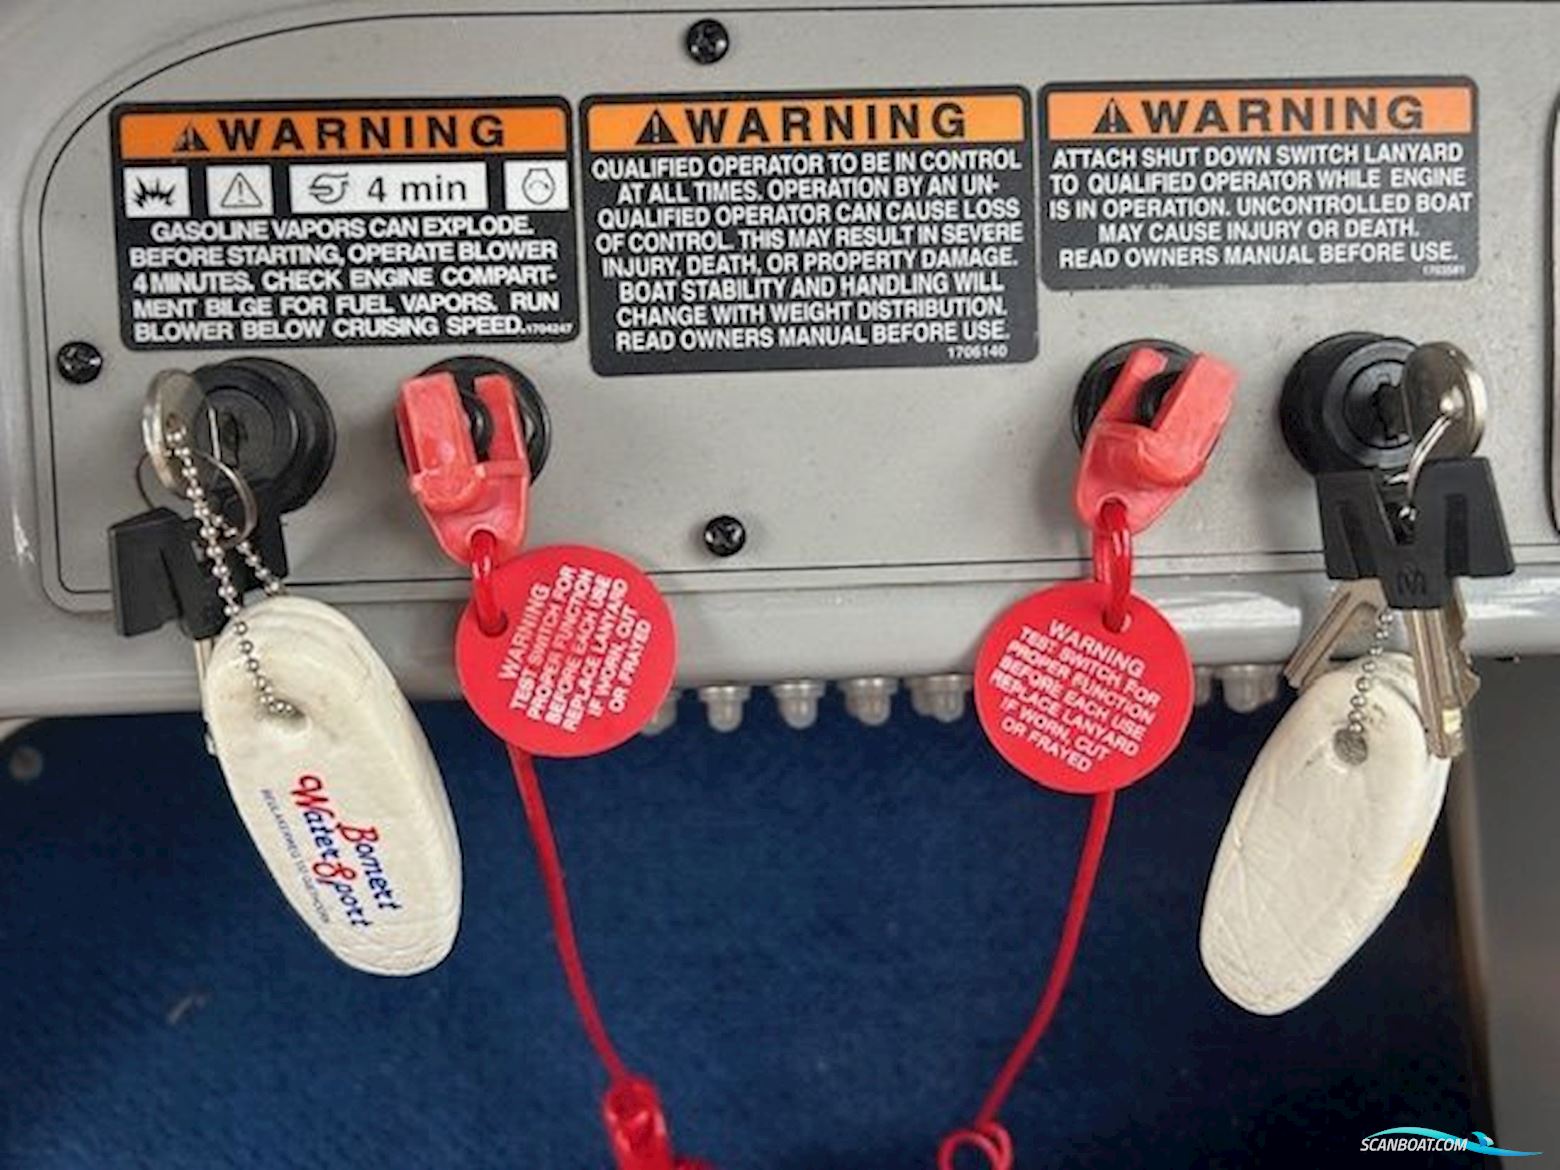 WARNING
4 min
GASOLINE VAPORS CAN EXPLODE.
BEFORE STARTING, OPERATE BLOWER
4 MINUTES. CHECK ENGINE COMPART-
MENT BILGE FOR FUEL VAPORS. RUN
BLOWER BELOW CRUISING SPEED.
1704247
WARNING
QUALIFIED OPERATOR TO BE IN CONTROL
AT ALL TIMES. OPERATION BY AN UN-
QUALIFIED OPERATOR CAN CAUSE LOSS
OF CONTROL. THIS MAY RESULT IN SEVERE
INJURY, DEATH, OR PROPERTY DAMAGE.
BOAT STABILITY AND HANDLING WILL
CHANGE WITH WEIGHT DISTRIBUTION.
READ OWNERS MANUAL BEFORE USE.
1706140
WARNING
ATTACH SHUT DOWN SWITCH LANYARD
TO QUALIFIED OPERATOR WHILE ENGINE
IS IN OPERATION. UNCONTROLLED BOAT
MAY CAUSE INJURY OR DEATH.
READ OWNERS MANUAL BEFORE USE.
1703581
WARNING
TEST SWITCH FOR
PROPER FUNCTION
BEFORE EACH USE
REPLACE LANYARD
IF WORN, CUT
OR FRAYED
WARNING
TEST SWITCH FOR
PROPER FUNCTION
BEFORE EACH USE
REPLACE LANYARD
IF WORN, CUT
OR FRAYED
Bomert
Water Sport
M
SCANBOAT.COM